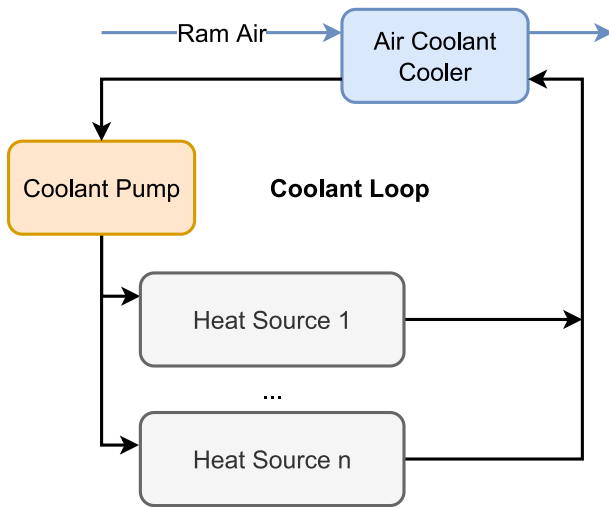 Ram Air
Air Coolant
Cooler
Coolant Pump
Coolant Loop
Heat Source 1
...
Heat Source n